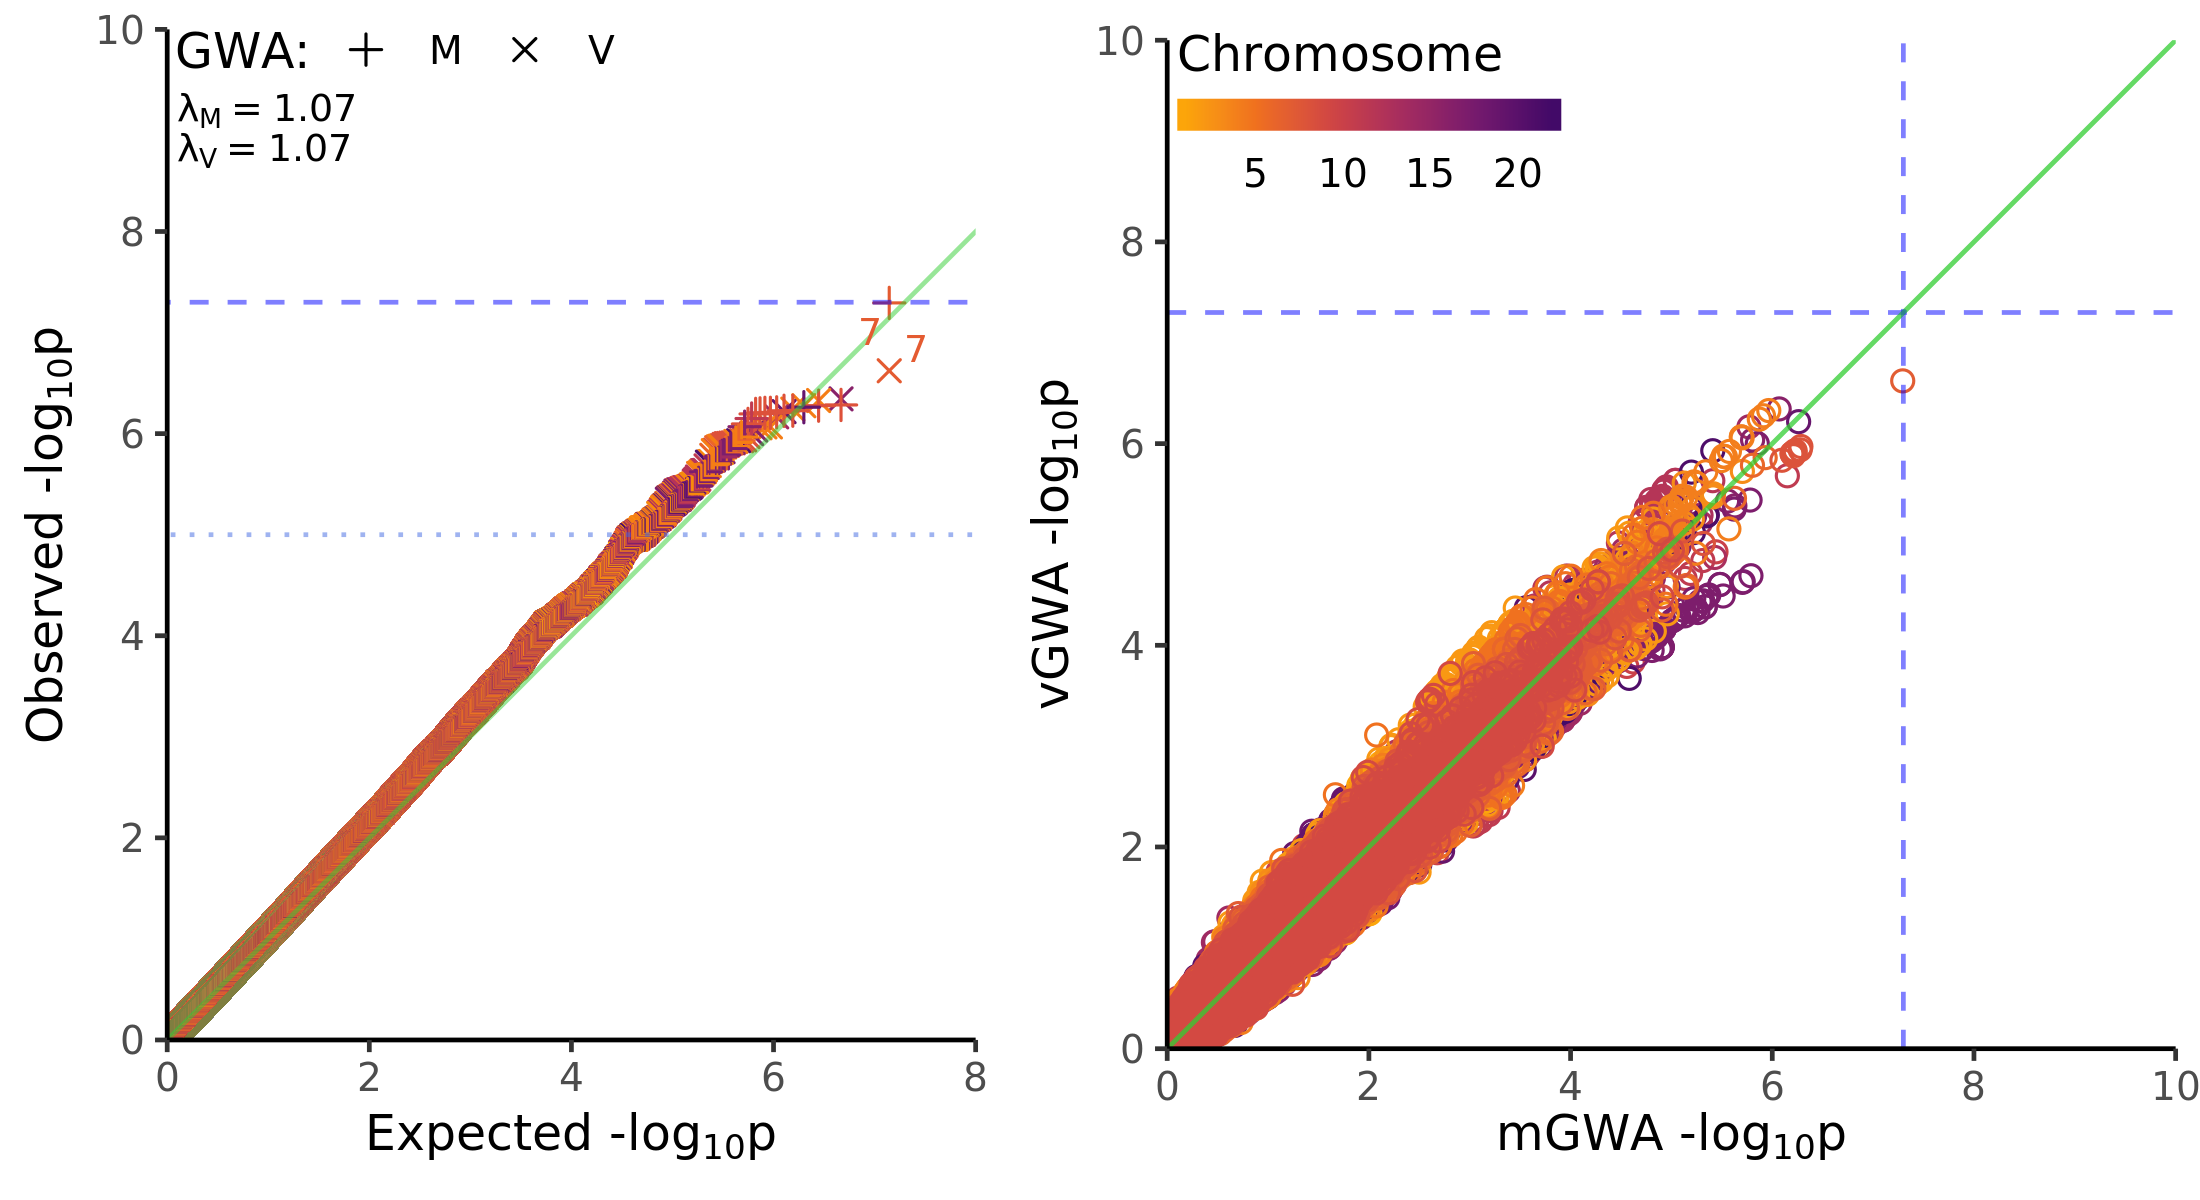 GWA: + M × V
λM = 1.07
λV = 1.07
10
8
6
4
2
0
Observed -log10p
7
7
0 2 4 6 8
Expected -log10p
Chromosome
5 10 15 20
10
8
6
4
2
0
vGWA -log10p
0 2 4 6 8 10
mGWA -log10p